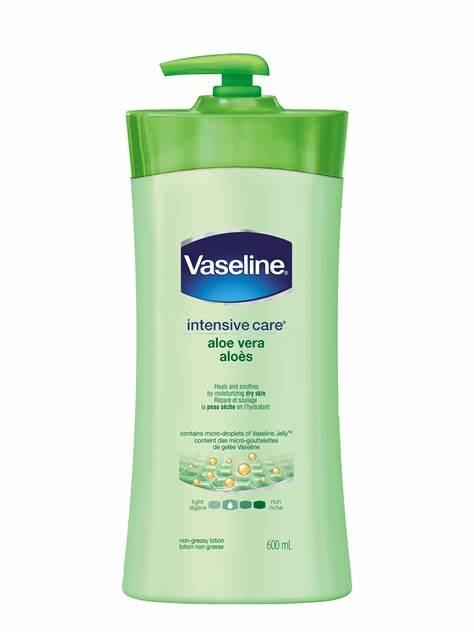 Vaseline®
intensive care*
aloe vera
aloès
Heals and soothes
by moisturizing dry skin
Répare et soulage
la peau sèche en l'hydratant
contains micro-droplets of Vaseline Jelly™
contient des micro-gouttelettes
de gelée Vaseline
light
légère
rich
riche
non-greasy lotion
lotion non grasse
600 mL